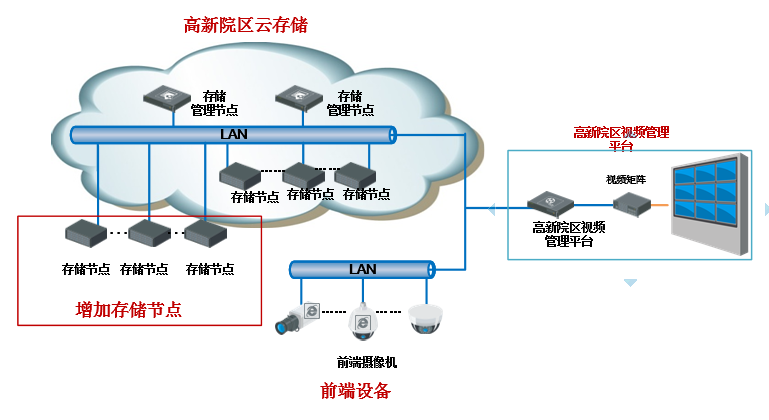 高新院区云存储
存储
管理节点
存储
管理节点
LAN
存储节点
存储节点
存储节点
高新院区视频管理
平台
视频矩阵
高新院区视频
管理平台
存储节点
存储节点
存储节点
增加存储节点
LAN
前端摄像机
前端设备